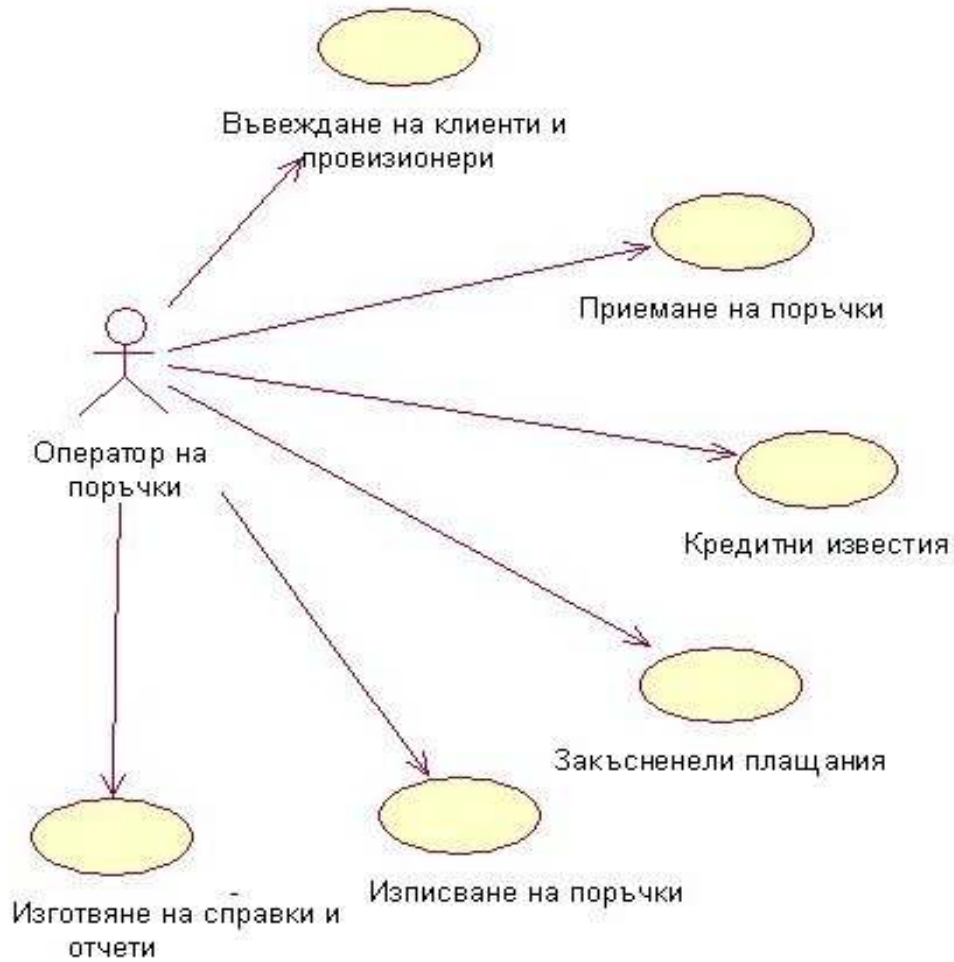 Въвеждане на клиенти и
провизионери
Приемане на поръчки
Оператор на
поръчки
Кредитни известия
Закъсненели плащания
Изписване на поръчки
Изготвяне на справки и
отчети